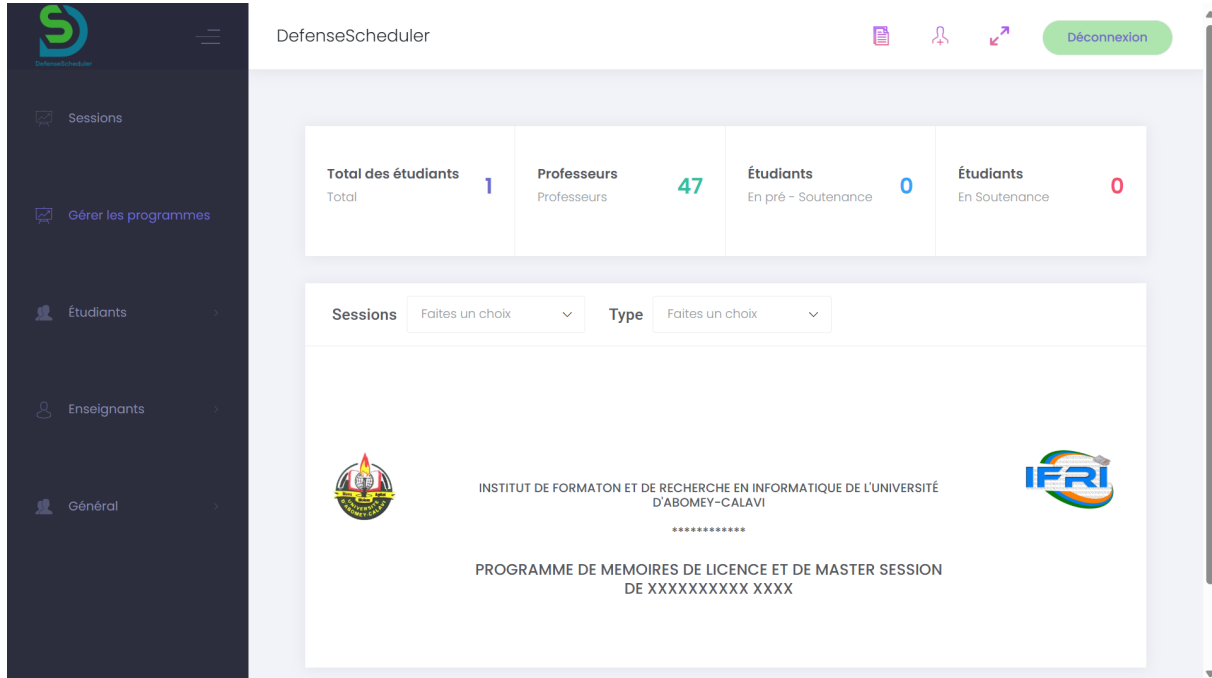 DefenseScheduler
DefenseScheduler
Déconnexion
Sessions
Gérer les programmes
Étudiants
Enseignants
Général
Total des étudiants
Total
1
Professeurs
Professeurs
47
Étudiants
En pré - Soutenance
0
Étudiants
En Soutenance
0
Sessions
Faites un choix
Type
Faites un choix
INSTITUT DE FORMATON ET DE RECHERCHE EN INFORMATIQUE DE L'UNIVERSITÉ
D'ABOMEY-CALAVI
************
PROGRAMME DE MEMOIRES DE LICENCE ET DE MASTER SESSION
DE XXXXXXXXXX XXXX
IFRI